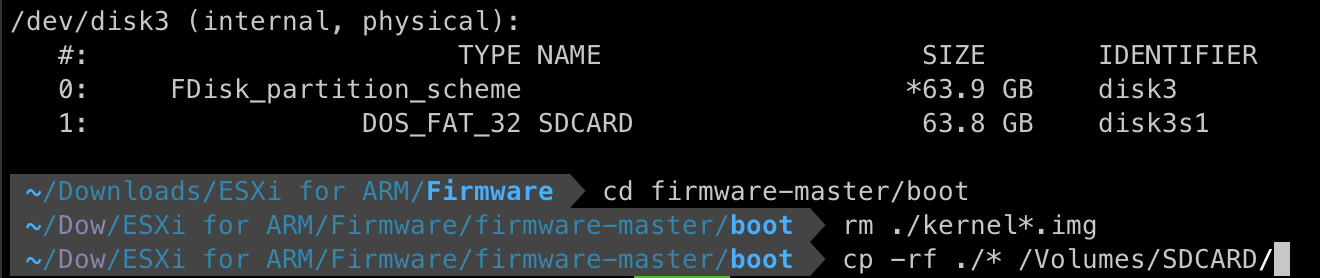 /dev/disk3 (internal, physical):
#: TYPE NAME SIZE IDENTIFIER
0: FDisk_partition_scheme *63.9 GB disk3
1: DOS_FAT_32 SDCARD 63.8 GB disk3s1
~/Downloads/ESXi for ARM/Firmware cd firmware-master/boot
~/Dow/ESXi for ARM/Firmware/firmware-master/boot rm ./kernel*.img
~/Dow/ESXi for ARM/Firmware/firmware-master/boot cp -rf ./* /Volumes/SDCARD/